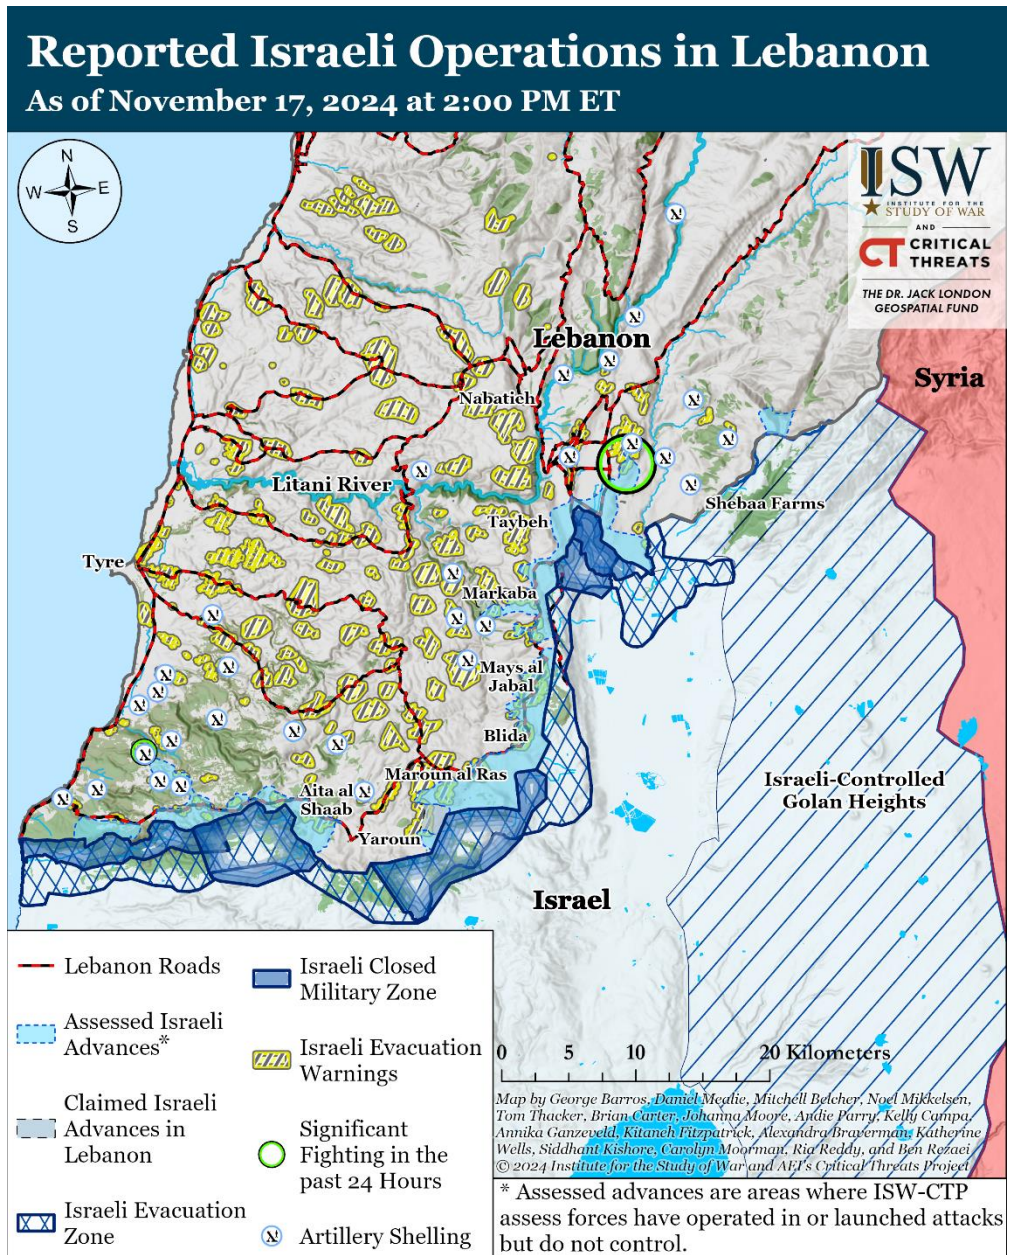 Reported Israeli Operations in Lebanon
As of November 17, 2024 at 2:00 PM ET
N
W
E
S
ISW
INSTITUTE FOR THE
STUDY OF WAR
AND
CT CRITICAL
THREATS
THE DR. JACK LONDON
GEOSPATIAL FUND
Lebanon
Syria
Nabatieh
Litani River
Shebaa Farms
Taybeh
Tyre
Markaba
Mays al
Jabal
Blida
Maroun al Ras
Israeli-Controlled
Golan Heights
Aita al
Shaab
Yaroun
Israel
Lebanon Roads
Assessed Israeli
Advances*
Claimed Israeli
Advances in
Lebanon
Israeli Evacuation
Zone
Israeli Closed
Military Zone
Israeli Evacuation
Warnings
Significant
Fighting in the
past 24 Hours
Artillery Shelling
0 5 10 20 Kilometers
Map by George Barros, Daniel Mealie, Mitchell Belcher, Noel Mikkelsen,
Tom Thacker, Brian Carter, Johanna Moore, Andie Parry, Kelly Campa,
Annika Ganzeveld, Kitaneh Fitzpatrick, Alexandra Braverman, Katherine
Wells, Siddhant Kishore, Carolyn Moorman, Ria Reddy, and Ben Rezaei
© 2024 Institute for the Study of War and AEI's Critical Threats Project
* Assessed advances are areas where ISW-CTP
assess forces have operated in or launched attacks
but do not control.